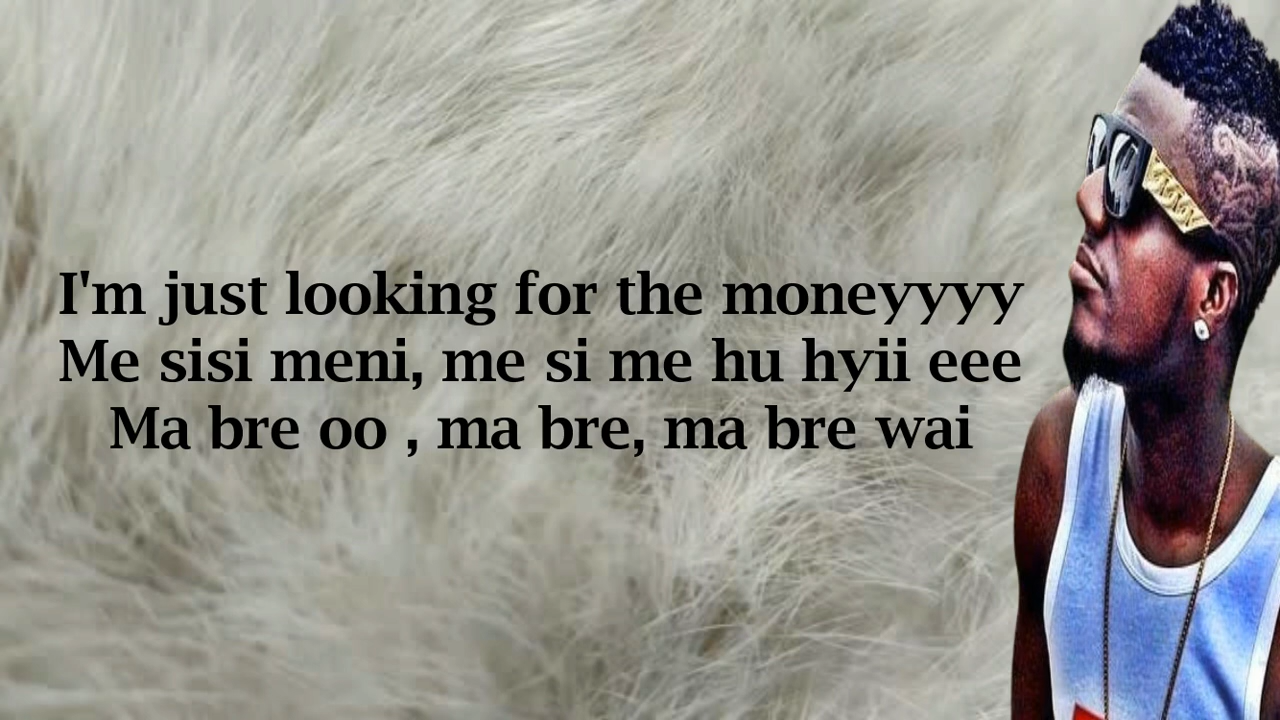 I'm just looking for the moneyyyy
Me sisi meni, me si me hu hyii eee
Ma bre oo , ma bre, ma bre wai